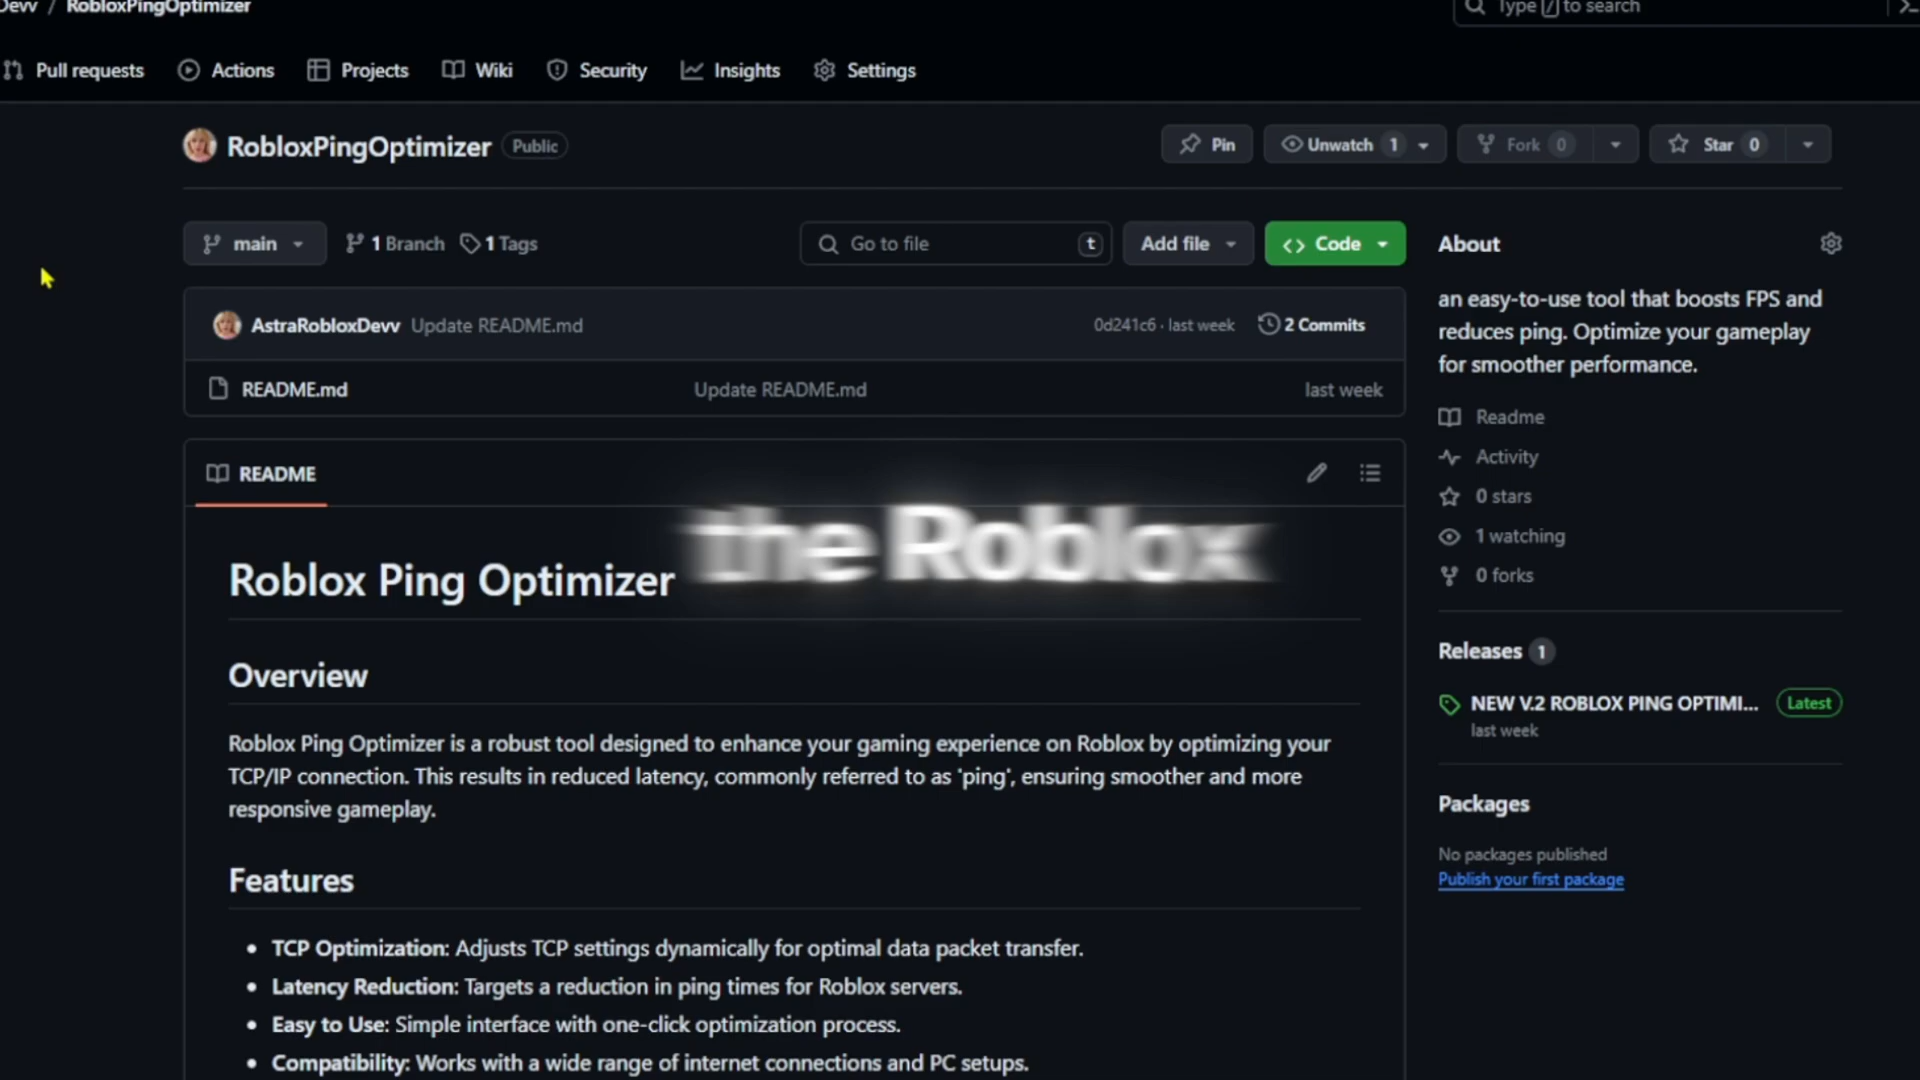 Devv / RobloxPingOptimizer
Type / to search
Pull requests Actions Projects Wiki Security Insights Settings
RobloxPingOptimizer Public
Pin Unwatch 1 Fork 0 Star 0
main 1 Branch 1 Tags
Go to file t Add file Code
AstraRobloxDevv Update README.md 0d241c6 · last week 2 Commits
README.md Update README.md last week
README
the Roblox
Roblox Ping Optimizer
Overview
Roblox Ping Optimizer is a robust tool designed to enhance your gaming experience on Roblox by optimizing your
TCP/IP connection. This results in reduced latency, commonly referred to as 'ping', ensuring smoother and more
responsive gameplay.
Features
• TCP Optimization: Adjusts TCP settings dynamically for optimal data packet transfer.
• Latency Reduction: Targets a reduction in ping times for Roblox servers.
• Easy to Use: Simple interface with one-click optimization process.
• Compatibility: Works with a wide range of internet connections and PC setups.
About
an easy-to-use tool that boosts FPS and
reduces ping. Optimize your gameplay
for smoother performance.
Readme
Activity
0 stars
1 watching
0 forks
Releases 1
NEW V.2 ROBLOX PING OPTIMI... Latest
last week
Packages
No packages published
Publish your first package